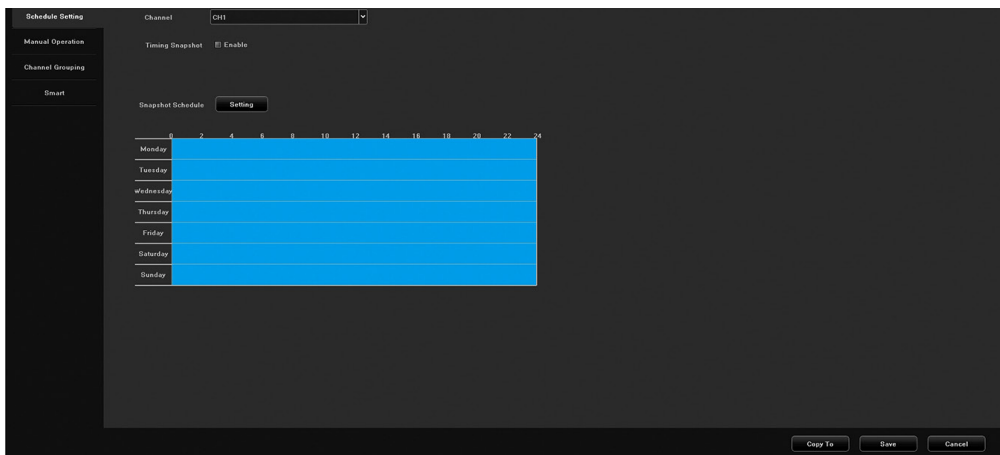 Schedule Setting
Channel CH1
Manual Operation
Timing Snapshot Enable
Channel Grouping
Smart
Snapshot Schedule Setting
0 2 4 6 8 10 12 14 16 18 20 22 24
Monday
Tuesday
Wednesday
Thursday
Friday
Saturday
Sunday
Copy To Save Cancel